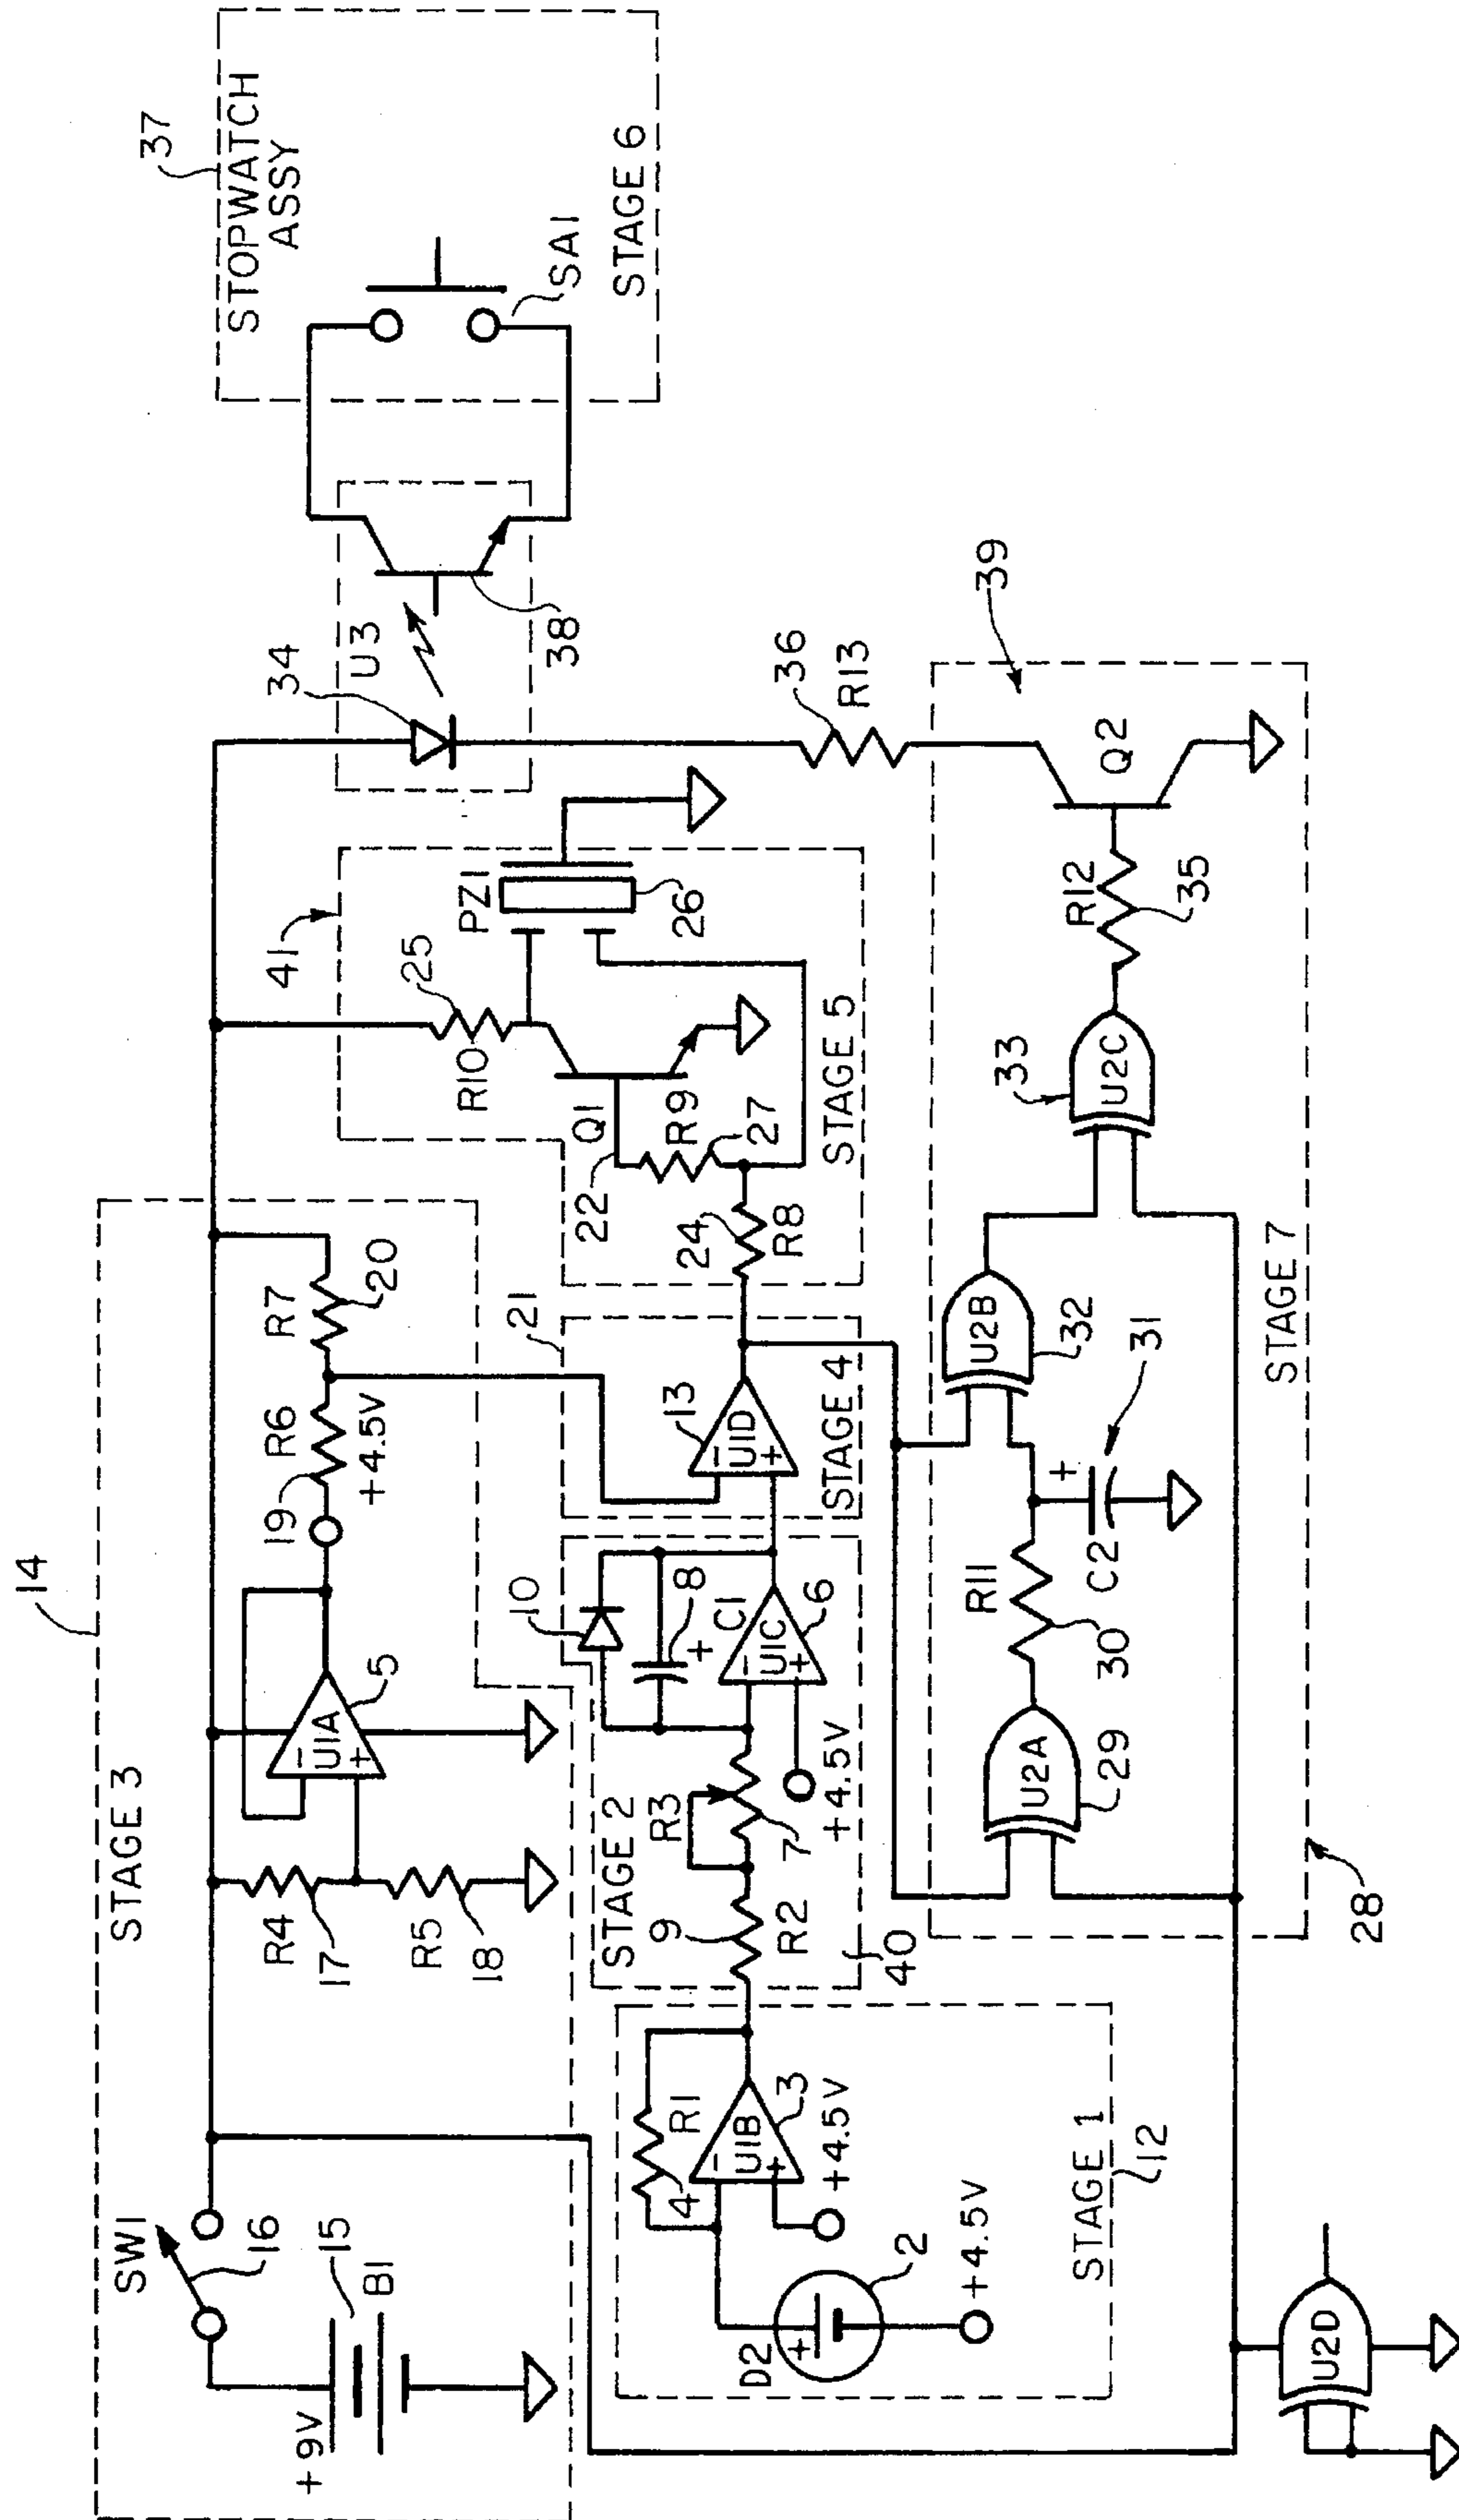 14
STAGE 3
SW1
16
+9V
15
B1
R4
17
R5
18
U1A
-
+
5
19
R6
+4.5V
R7
20
41
R10
25
PZ1
26
Q1
22
R9
27
24
R8
STAGE 5
34
U3
38
37
STOPWATCH
ASSY
SA1
STAGE 6
21
13
U1D
-
+
STAGE 4
10
8
+
C1
U1C
-
+
6
STAGE 2
R3
7
+4.5V
9
R2
40
R1
4
U1B
-
+
3
+4.5V
D2
+
2
+4.5V
STAGE 1
12
36
R13
39
Q2
R12
35
33
U2C
U2B
32
31
+
C2
R11
30
U2A
29
STAGE 7
28
U2D